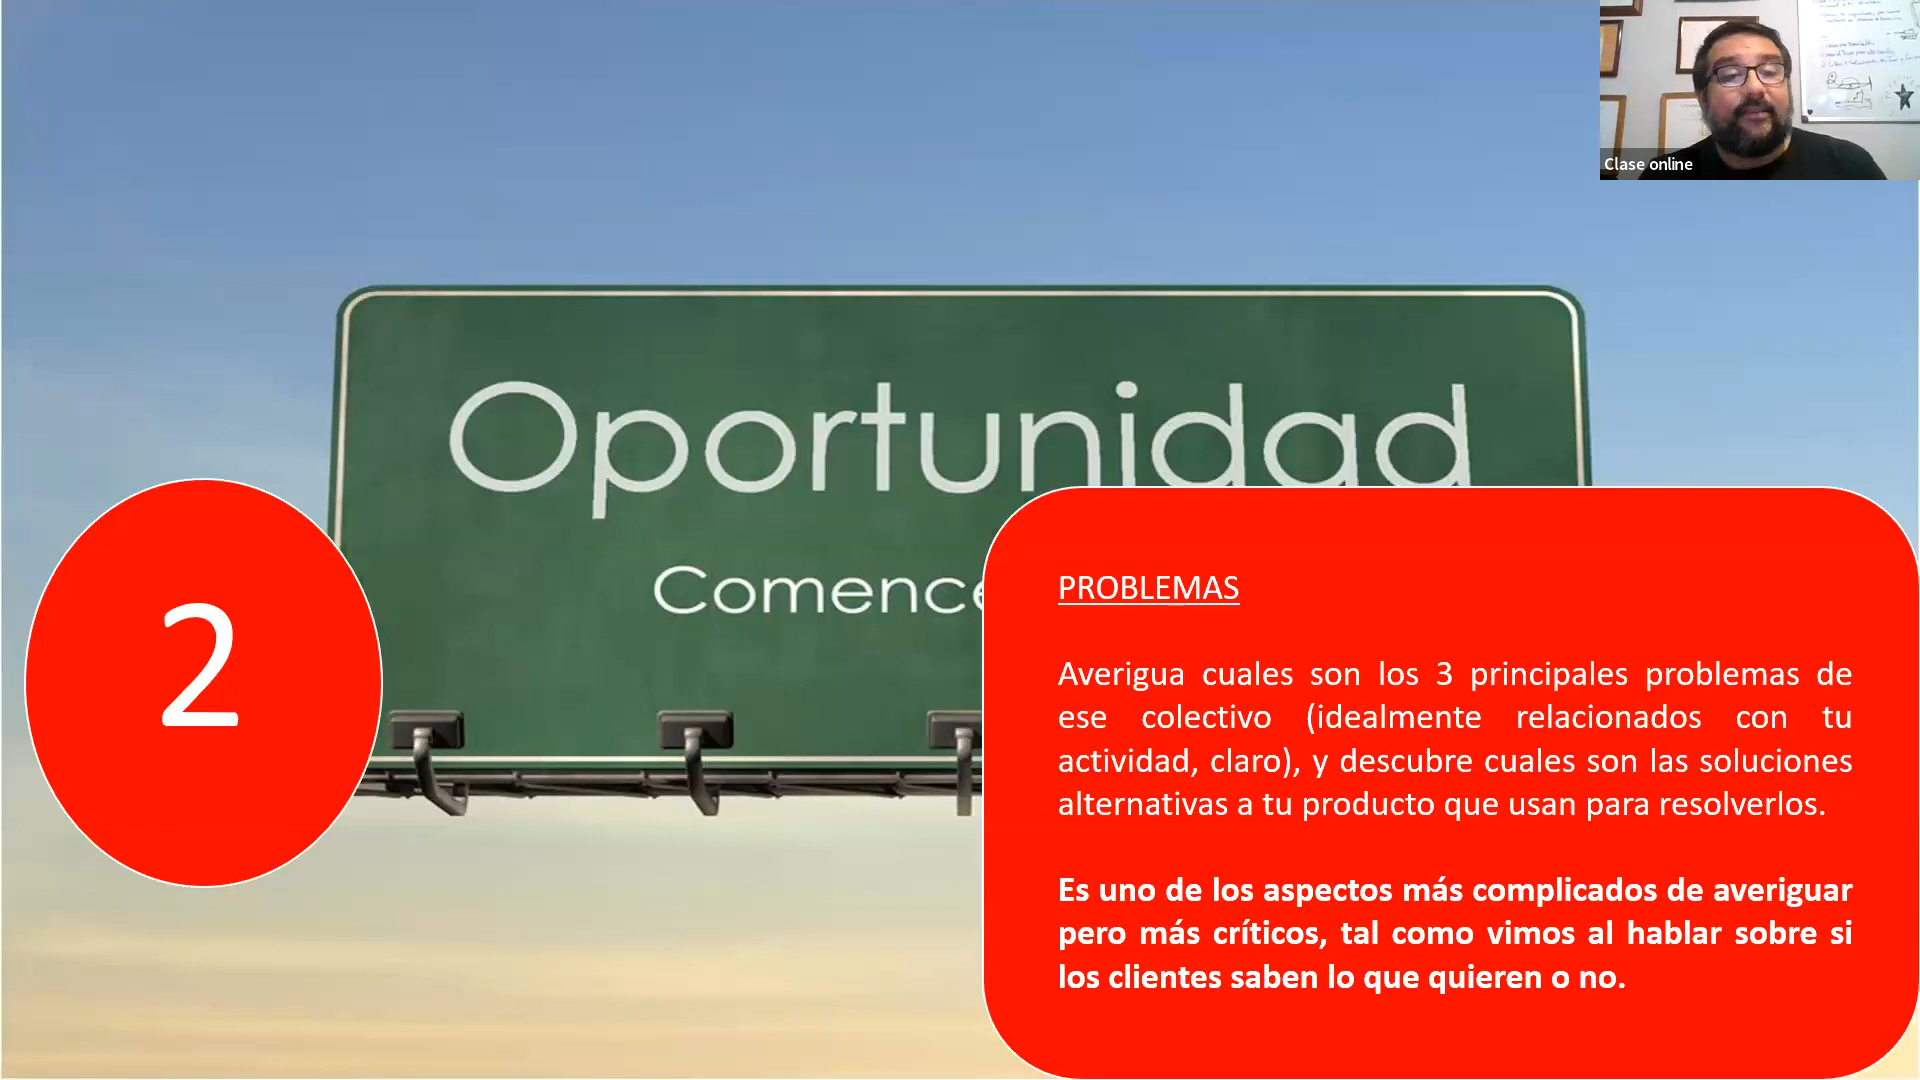 Clase online
Oportunidad
Comence
2
PROBLEMAS
Averigua cuales son los 3 principales problemas de
ese colectivo (idealmente relacionados con tu
actividad, claro), y descubre cuales son las soluciones
alternativas a tu producto que usan para resolverlos.
Es uno de los aspectos más complicados de averiguar
pero más críticos, tal como vimos al hablar sobre si
los clientes saben lo que quieren o no.